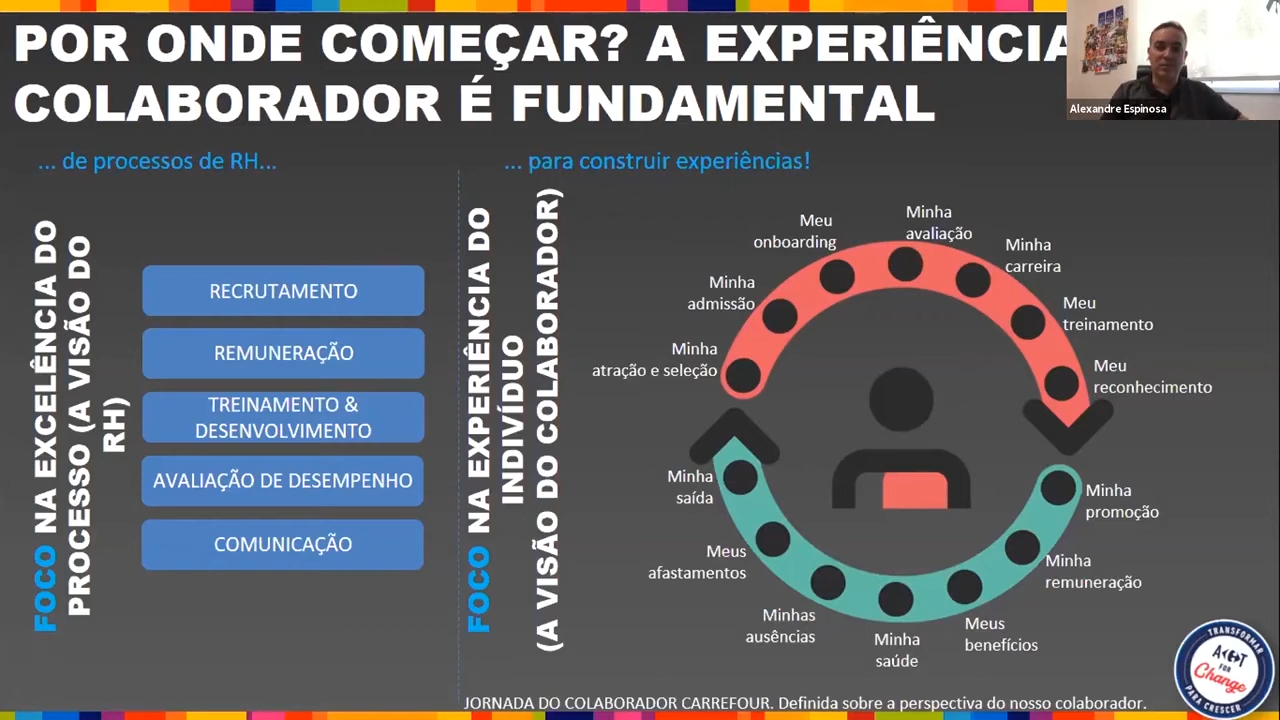 POR ONDE COMEÇAR? A EXPERIÊNCIA
COLABORADOR É FUNDAMENTAL
Alexandre Espinosa
... de processos de RH...
FOCO NA EXCELÊNCIA DO
PROCESSO (A VISÃO DO
RH)
RECRUTAMENTO
REMUNERAÇÃO
TREINAMENTO &
DESENVOLVIMENTO
AVALIAÇÃO DE DESEMPENHO
COMUNICAÇÃO
... para construir experiências!
FOCO NA EXPERIÊNCIA DO
INDIVÍDUO
(A VISÃO DO COLABORADOR)
Minha
atração e seleção
Minha
admissão
Meu
onboarding
Minha
avaliação
Minha
carreira
Meu
treinamento
Meu
reconhecimento
Minha
promoção
Minha
remuneração
Meus
benefícios
Minha
saúde
Minhas
ausências
Meus
afastamentos
Minha
saída
JORNADA DO COLABORADOR CARREFOUR. Definida sobre a perspectiva do nosso colaborador.
TRANSFORMAR
FOR
Change
PARA CRESCER